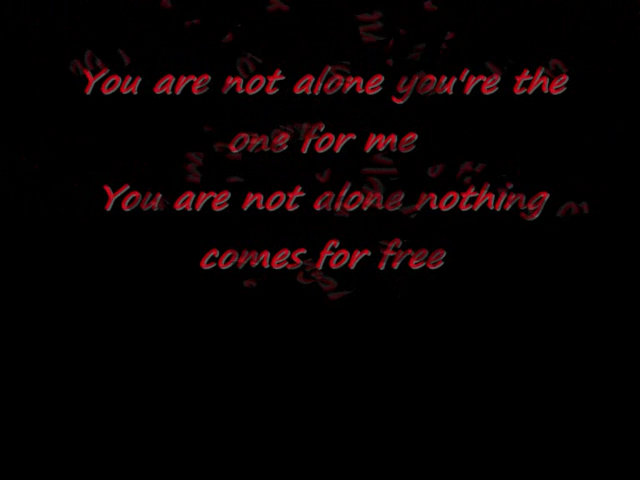 You are not alone you're the
one for me
You are not alone nothing
comes for free